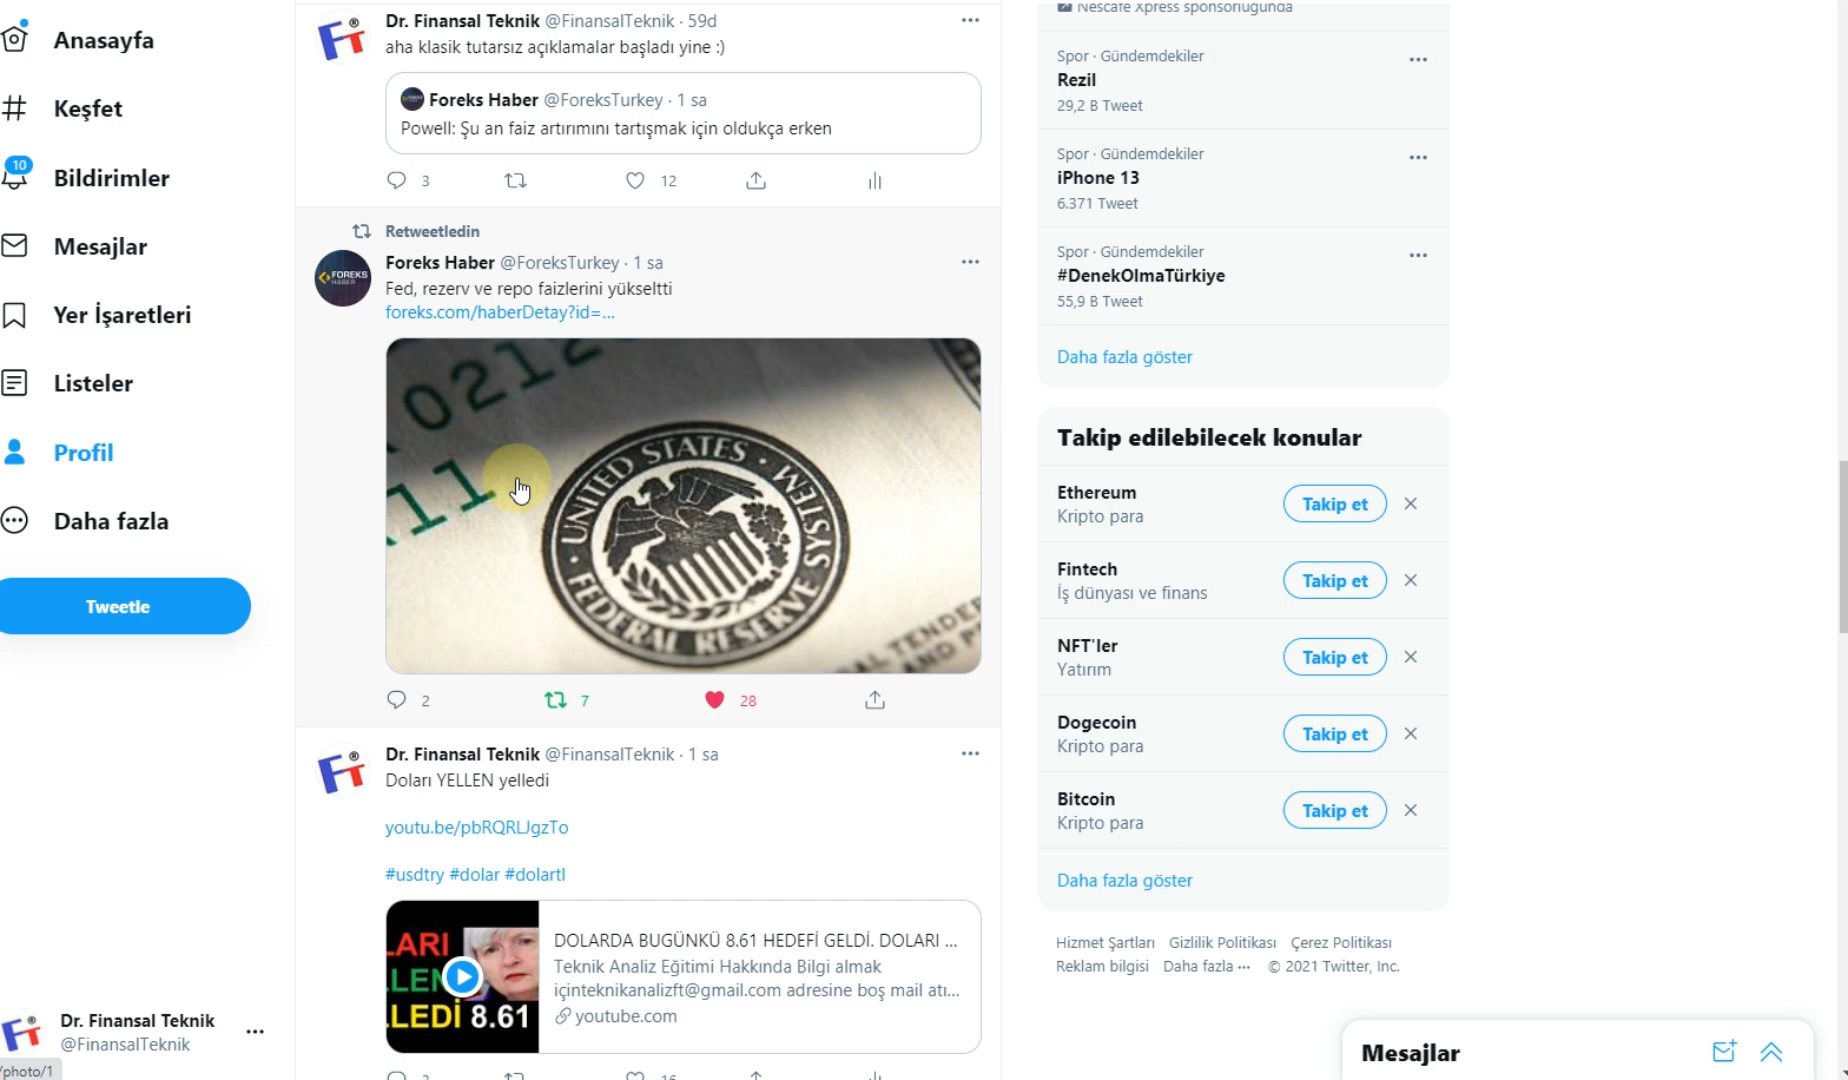 Anasayfa
Keşfet
10
Bildirimler
Mesajlar
Yer İşaretleri
Listeler
Profil
Daha fazla
Tweetle
Dr. Finansal Teknik
@FinansalTeknik
/photo/1
FT ®
Dr. Finansal Teknik @FinansalTeknik · 59d
aha klasik tutarsız açıklamalar başladı yine :)
Foreks Haber @ForeksTurkey · 1 sa
Powell: Şu an faiz artırımını tartışmak için oldukça erken
3 12
Retweetledin
FOREKS HABER
Foreks Haber @ForeksTurkey · 1 sa
Fed, rezerv ve repo faizlerini yükseltti
foreks.com/haberDetay?id=...
UNITED STATES · FEDERAL RESERVE SYSTEM ·
2 7 28
FT ®
Dr. Finansal Teknik @FinansalTeknik · 1 sa
Doları YELLEN yelledi
youtu.be/pbRQRLJgzTo
#usdtry #dolar #dolartl
LEDİ 8.61
DOLARDA BUGÜNKÜ 8.61 HEDEFİ GELDİ. DOLARI ...
Teknik Analiz Eğitimi Hakkında Bilgi almak
içinteknikanalizft@gmail.com adresine boş mail atı...
youtube.com
Nescafe Xpress sponsorluğunda
Spor · Gündemdekiler
Rezil
29,2 B Tweet
Spor · Gündemdekiler
iPhone 13
6.371 Tweet
Spor · Gündemdekiler
#DenekOlmaTürkiye
55,9 B Tweet
Daha fazla göster
Takip edilebilecek konular
Ethereum
Kripto para
Takip et
Fintech
İş dünyası ve finans
Takip et
NFT'ler
Yatırım
Takip et
Dogecoin
Kripto para
Takip et
Bitcoin
Kripto para
Takip et
Daha fazla göster
Hizmet Şartları Gizlilik Politikası Çerez Politikası
Reklam bilgisi Daha fazla ··· © 2021 Twitter, Inc.
Mesajlar